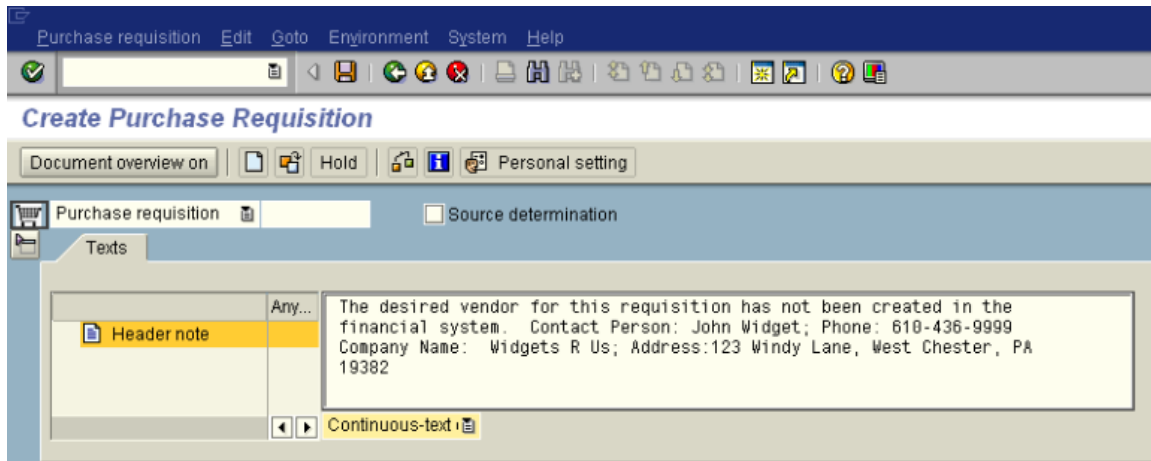 Purchase requisition Edit Goto Environment System Help
Create Purchase Requisition
Document overview on Hold Personal setting
Purchase requisition Source determination
Texts
Any... The desired vendor for this requisition has not been created in the
Header note financial system.  Contact Person: John Widget; Phone: 610-436-9999
Company Name:  Widgets R Us; Address:123 Windy Lane, West Chester, PA
19382
Continuous-text